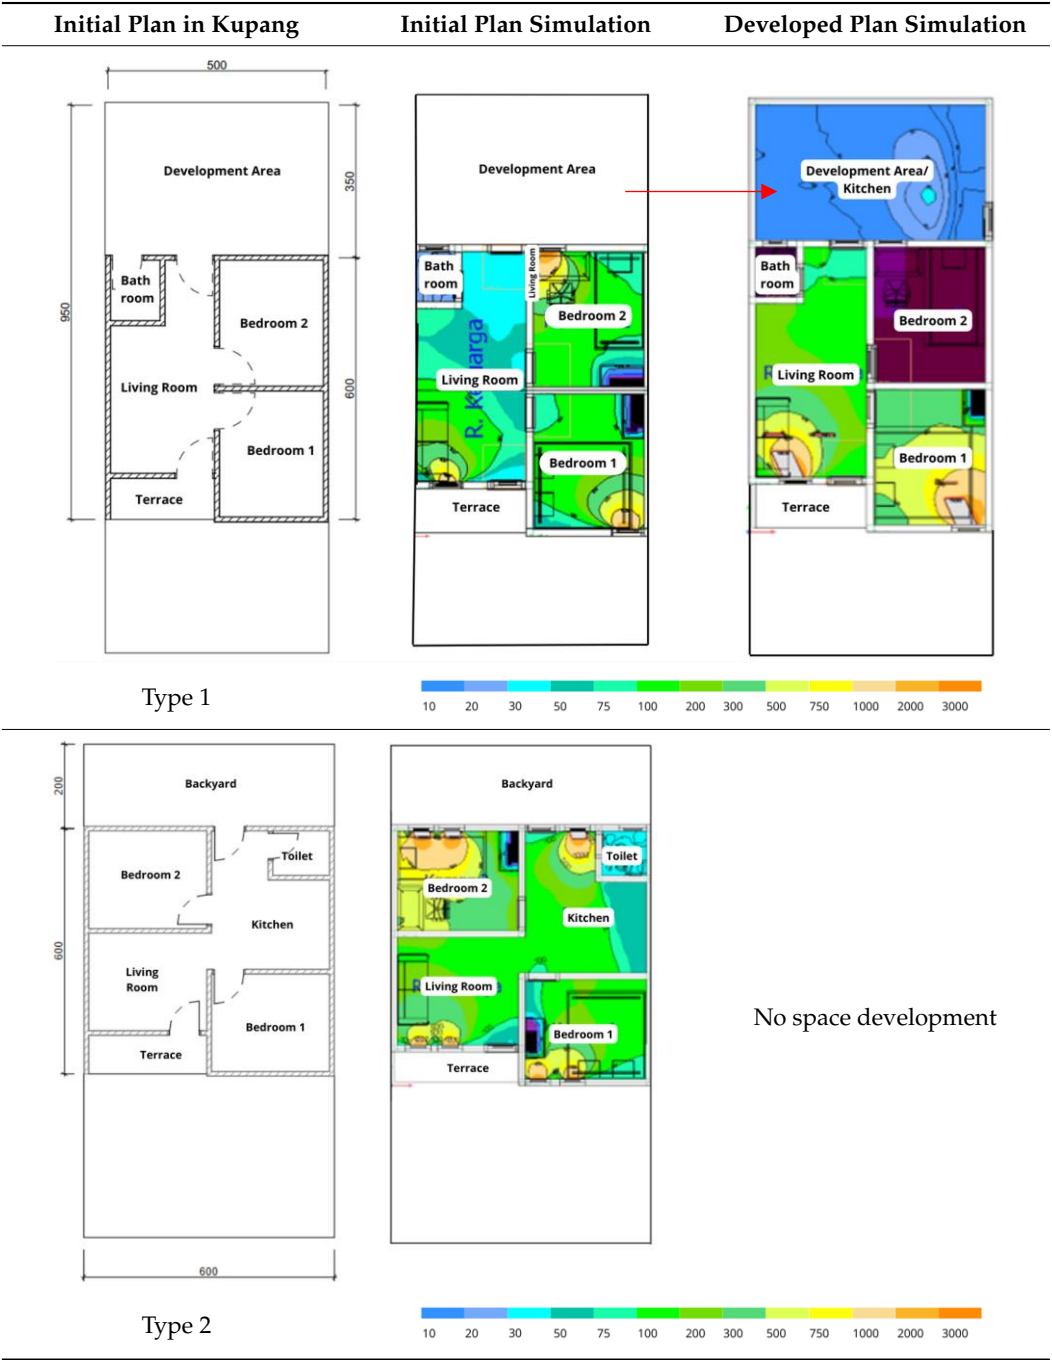 Initial Plan in Kupang
Initial Plan Simulation
Developed Plan Simulation
500
950
350
600
Development Area
Bath
room
Bedroom 2
Living Room
Bedroom 1
Terrace
Development Area
Bath
room
Living Room
Bedroom 2
R. Keluarga
Living Room
Bedroom 1
Terrace
Development Area/
Kitchen
Bath
room
Bedroom 2
Living Room
Bedroom 1
Terrace
Type 1
10 20 30 50 75 100 200 300 500 750 1000 2000 3000
200
600
Backyard
Toilet
Bedroom 2
Kitchen
Living
Room
Bedroom 1
Terrace
600
Backyard
Toilet
Bedroom 2
Kitchen
Living Room
Bedroom 1
Terrace
No space development
Type 2
10 20 30 50 75 100 200 300 500 750 1000 2000 3000